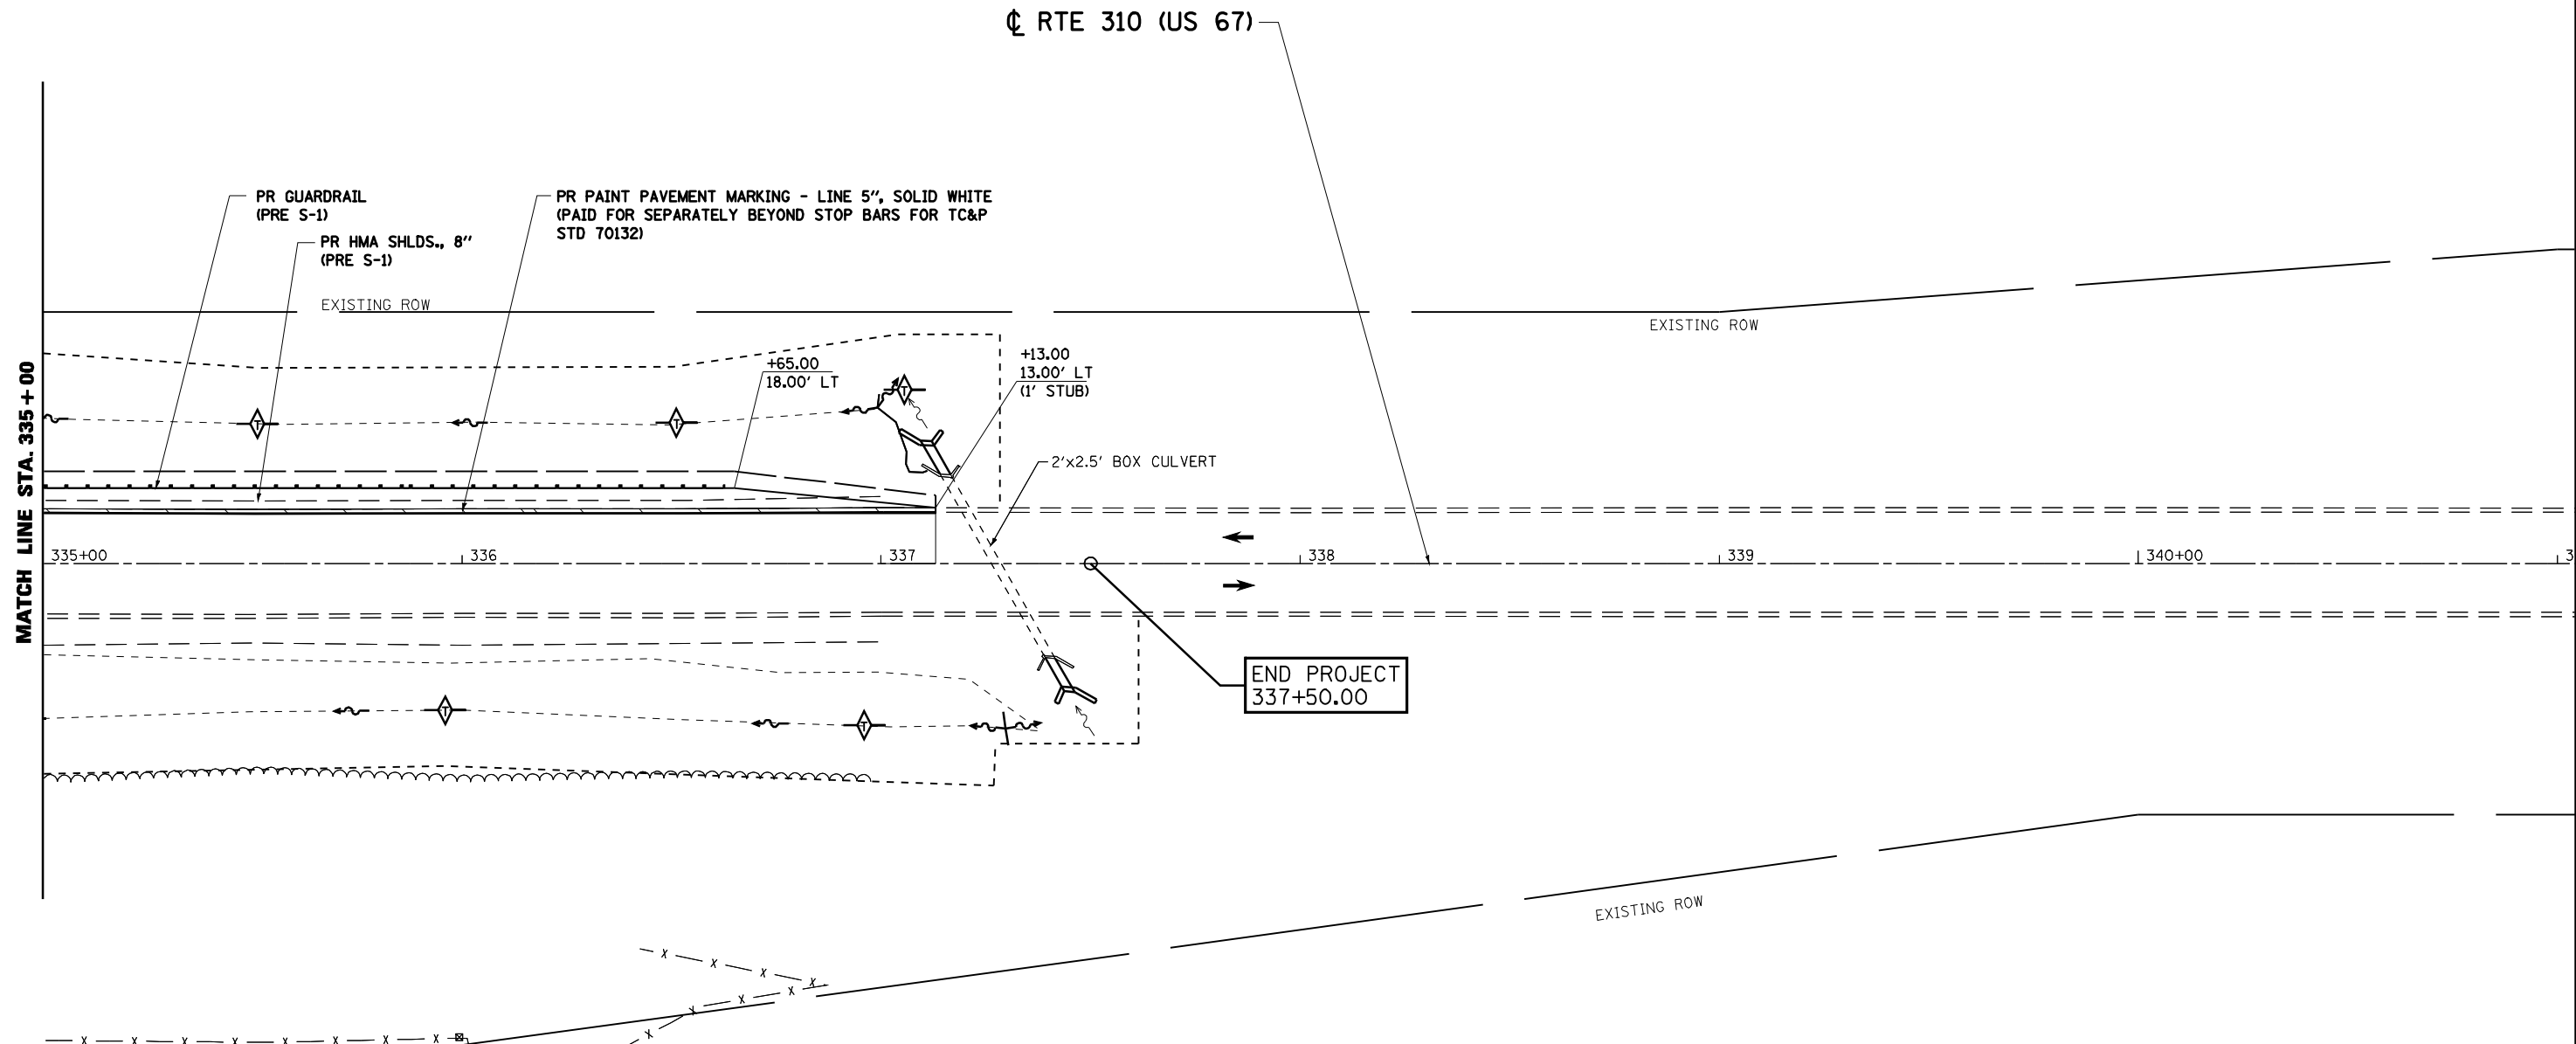 ℄ RTE 310 (US 67)
PR GUARDRAIL
(PRE S-1)
PR HMA SHLDS., 8"
(PRE S-1)
PR PAINT PAVEMENT MARKING - LINE 5", SOLID WHITE
(PAID FOR SEPARATELY BEYOND STOP BARS FOR TC&P
STD 70132)
EXISTING ROW
EXISTING ROW
+65.00
18.00' LT
+13.00
13.00' LT
(1' STUB)
T
T
T
2'x2.5' BOX CULVERT
MATCH LINE STA. 335+00
335+00
336
337
338
339
340+00
3
END PROJECT
337+50.00
T
T
EXISTING ROW